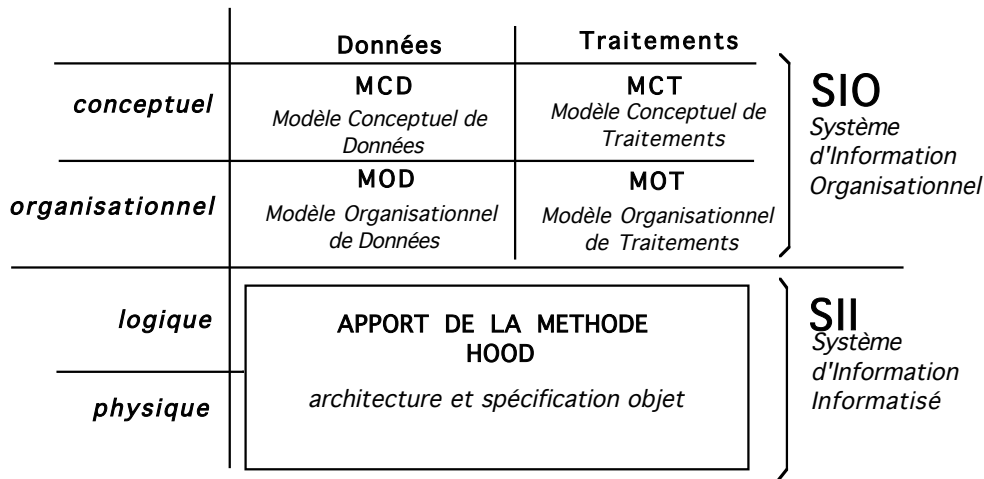 Données
Traitements
conceptuel
MCD
Modèle Conceptuel de
Données
MCT
Modèle Conceptuel de
Traitements
SIO
Système
d'Information
Organisationnel
organisationnel
MOD
Modèle Organisationnel
de Données
MOT
Modèle Organisationnel
de Traitements
logique
physique
APPORT DE LA METHODE
HOOD
architecture et spécification objet
SII
Système
d'Information
Informatisé